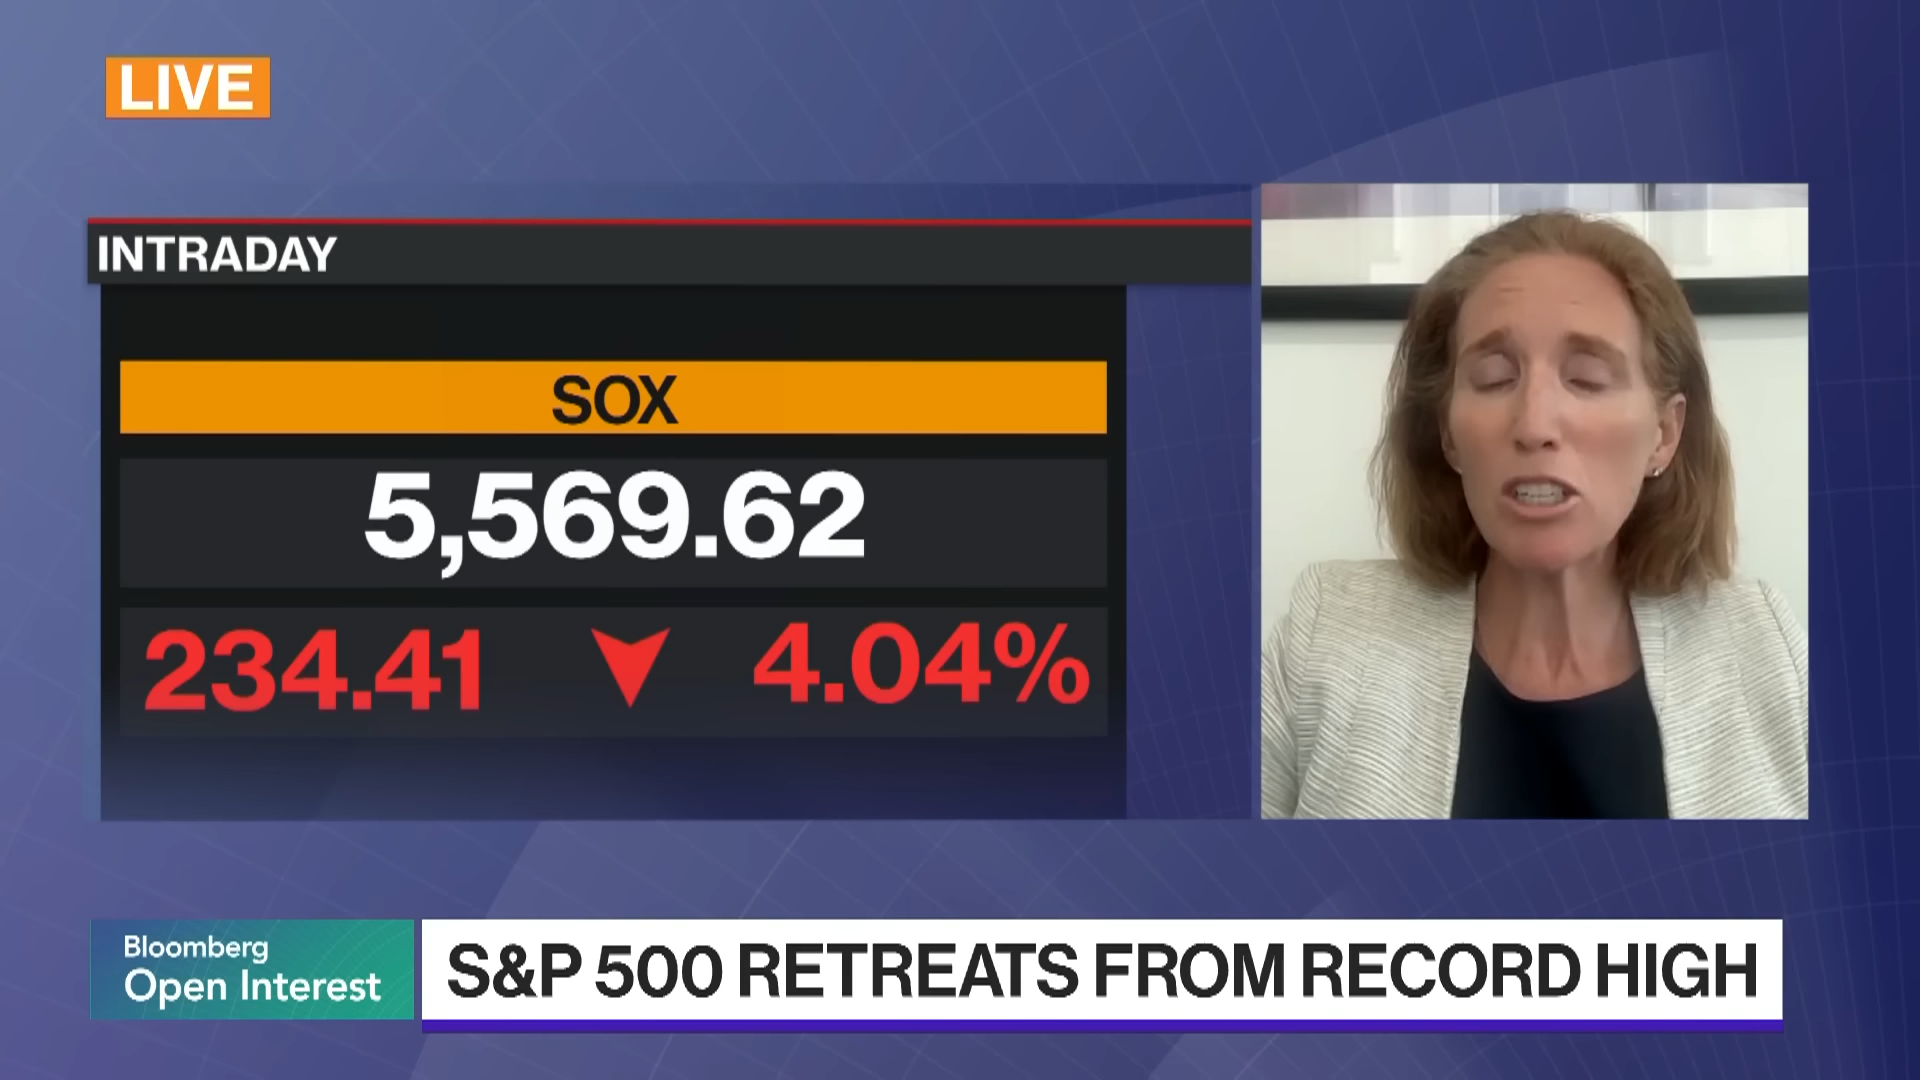 LIVE
INTRADAY
SOX
5,569.62
234.41 4.04%
Bloomberg
Open Interest
S&P 500 RETREATS FROM RECORD HIGH